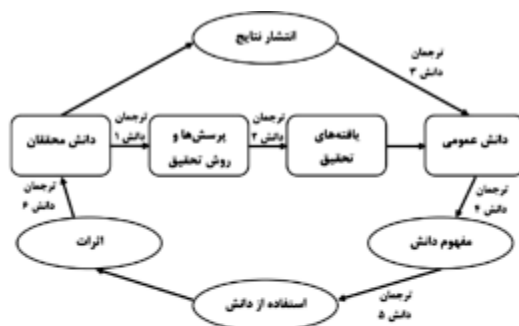 انتشار نتایج
ترجمان
دانش ۳
ترجمان
دانش ۱
ترجمان
دانش ۲
دانش محققان
پرسش‌ها و
روش تحقیق
یافته‌های
تحقیق
دانش عمومی
ترجمان
دانش ۶
ترجمان
دانش ۴
اثرات
مفهوم دانش
استفاده از دانش
ترجمان
دانش ۵